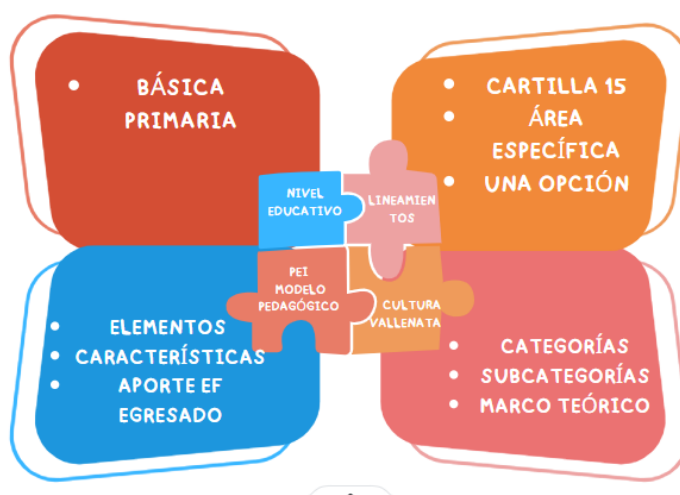 BÁSICA
PRIMARIA
CARTILLA 15
ÁREA
ESPECÍFICA
UNA OPCIÓN
NIVEL
EDUCATIVO
LINEAMIEN
TOS
PEI
MODELO
PEDAGÓGICO
CULTURA
VALLENATA
ELEMENTOS
CARACTERÍSTICAS
APORTE EF
EGRESADO
CATEGORÍAS
SUBCATEGORÍAS
MARCO TEÓRICO